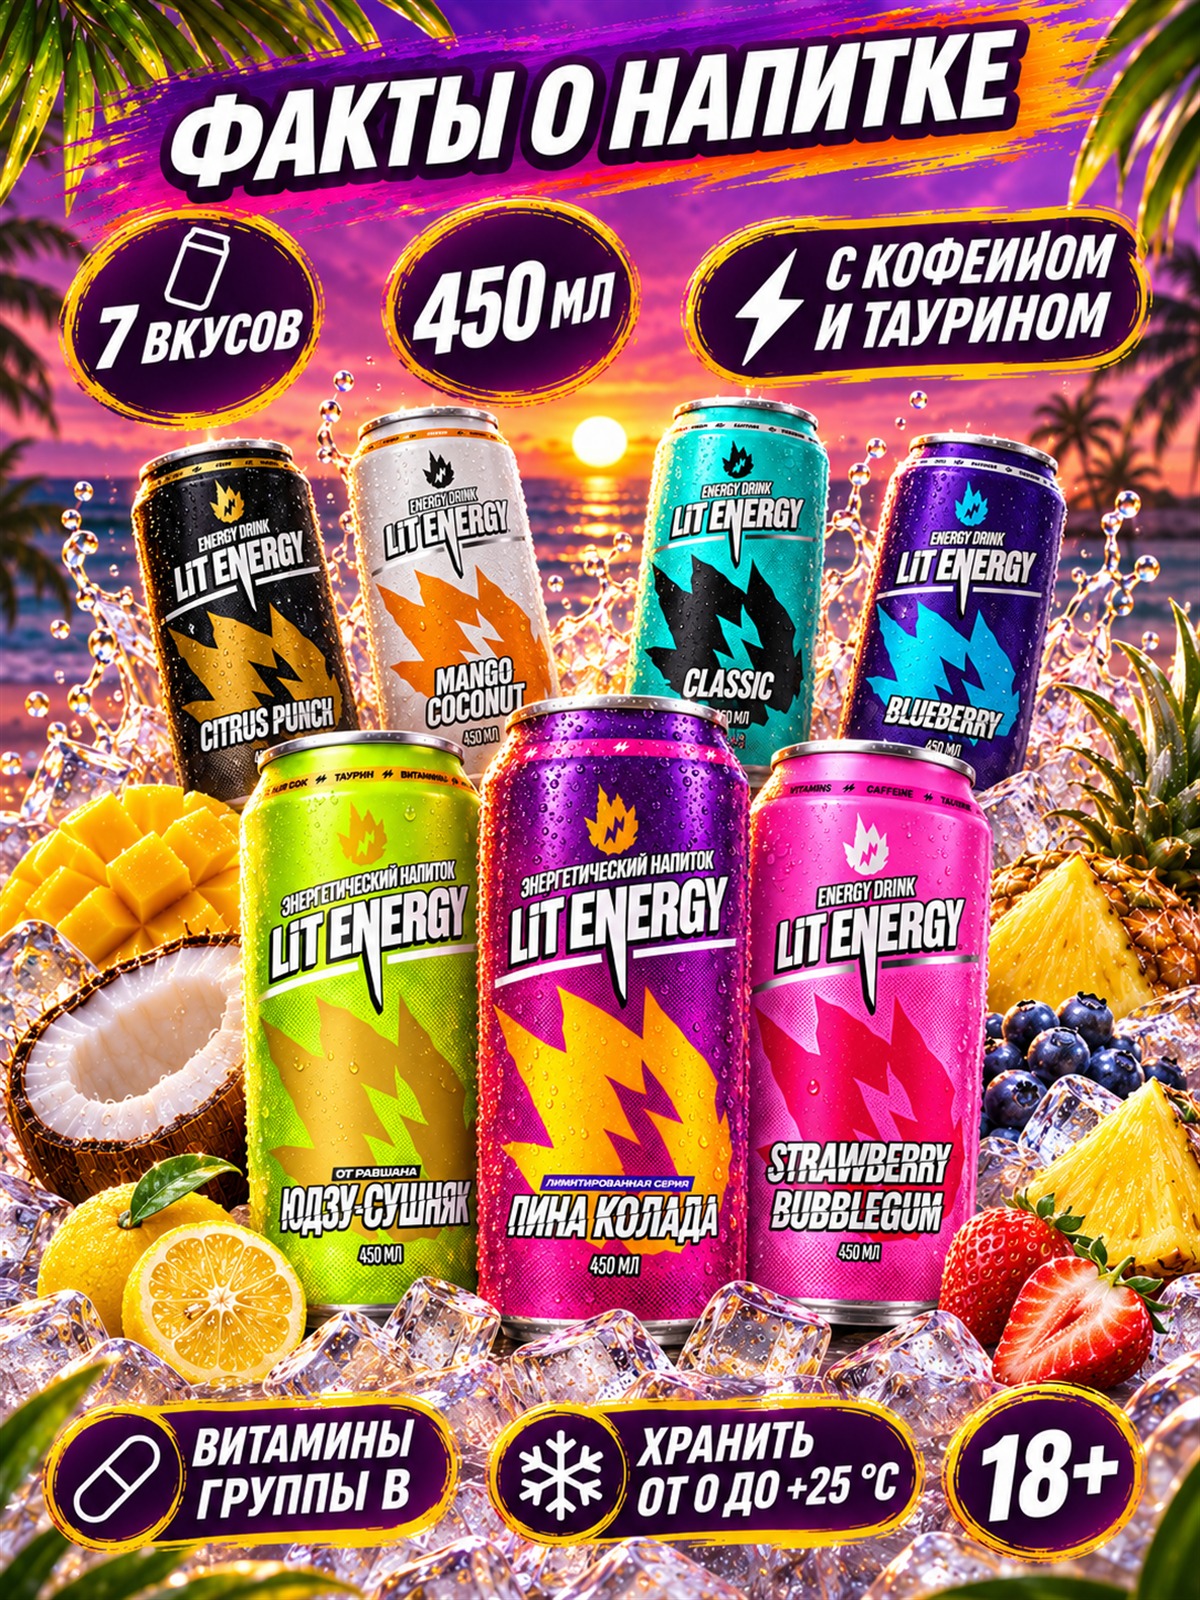 ФАКТЫ О НАПИТКЕ
7 ВКУСОВ
450 МЛ
С КОФЕИНОМ
И ТАУРИНОМ
ENERGY DRINK
LIT ENERGY
CITRUS PUNCH
ENERGY DRINK
LIT ENERGY
MANGO
COCONUT
450 МЛ
ENERGY DRINK
LIT ENERGY
CLASSIC
ENERGY DRINK
LIT ENERGY
BLUEBERRY
450 МЛ
ТАУРИН
ЭНЕРГЕТИЧЕСКИЙ НАПИТОК
LIT ENERGY
ОТ РАВШАНА
ЮДЗУ-СУШНЯК
450 МЛ
ЭНЕРГЕТИЧЕСКИЙ НАПИТОК
LIT ENERGY
ЛИМИТИРОВАННАЯ СЕРИЯ
ПИНА КОЛАДА
450 МЛ
VITAMINS CAFFEINE
ENERGY DRINK
LIT ENERGY
STRAWBERRY
BUBBLEGUM
450 МЛ
ВИТАМИНЫ
ГРУППЫ В
ХРАНИТЬ
ОТ 0 ДО +25 °C
18+